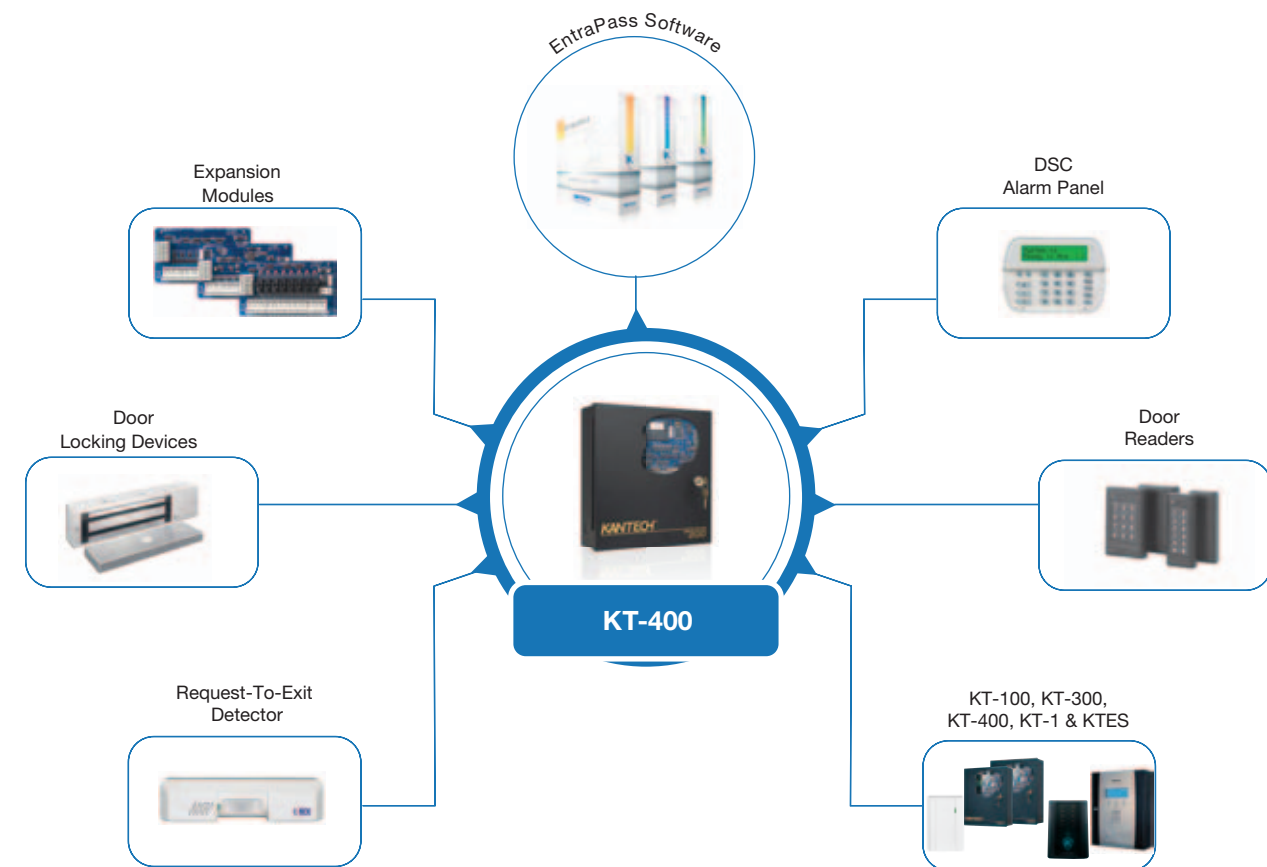 EntraPass Software
Expansion
Modules
DSC
Alarm Panel
Door
Locking Devices
Door
Readers
KANTECH
KT-400
Request-To-Exit
Detector
KT-100, KT-300,
KT-400, KT-1 & KTES